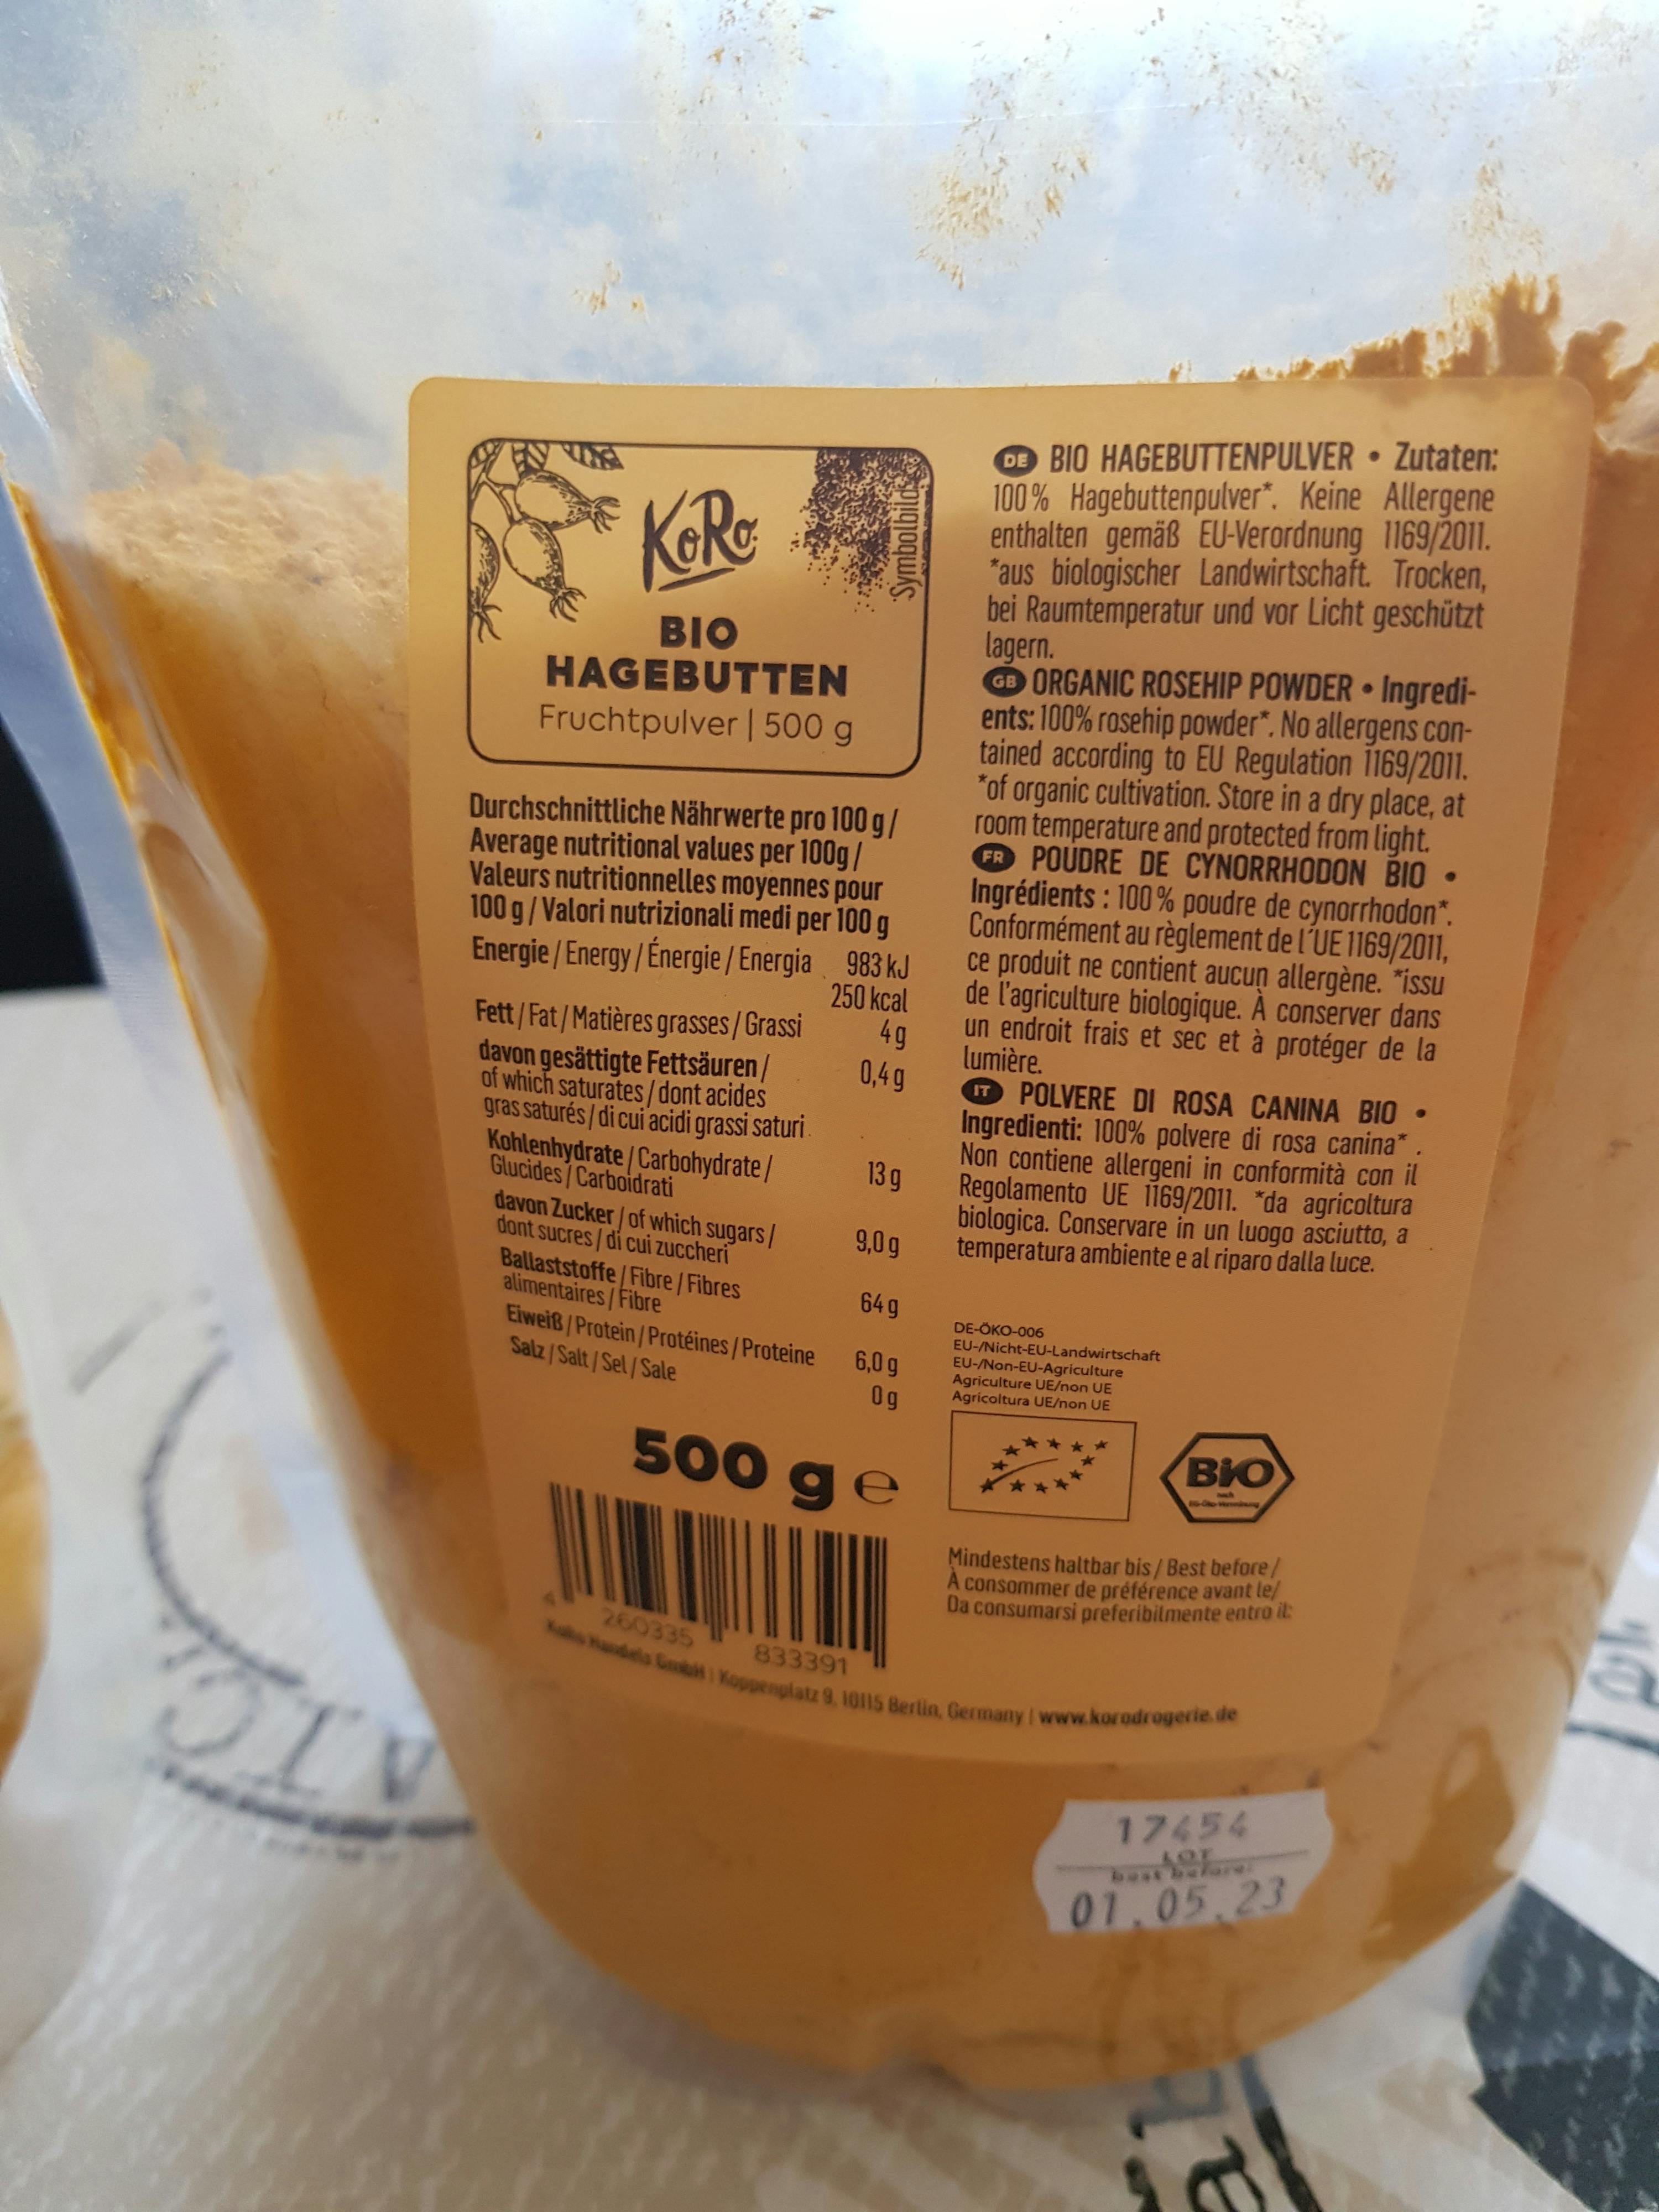 KoRo
Symbolbild
BIO
HAGEBUTTEN
Fruchtpulver | 500 g
Durchschnittliche Nährwerte pro 100 g /
Average nutritional values per 100g /
Valeurs nutritionnelles moyennes pour
100 g / Valori nutrizionali medi per 100 g
Energie / Energy / Énergie / Energia 983 kJ
250 kcal
Fett / Fat / Matières grasses / Grassi 4 g
davon gesättigte Fettsäuren / 0,4 g
of which saturates / dont acides
gras saturés / di cui acidi grassi saturi
Kohlenhydrate / Carbohydrate / 13 g
Glucides / Carboidrati
davon Zucker / of which sugars / 9,0 g
dont sucres / di cui zuccheri
Ballaststoffe / Fibre / Fibres 64 g
alimentaires / Fibre
Eiweiß / Protein / Protéines / Proteine 6,0 g
Salz / Salt / Sel / Sale 0 g
500 g e
4 260335 833391
DE BIO HAGEBUTTENPULVER • Zutaten:
100% Hagebuttenpulver*. Keine Allergene
enthalten gemäß EU-Verordnung 1169/2011.
*aus biologischer Landwirtschaft. Trocken,
bei Raumtemperatur und vor Licht geschützt
lagern.
GB ORGANIC ROSEHIP POWDER • Ingredi-
ents: 100% rosehip powder*. No allergens con-
tained according to EU Regulation 1169/2011.
*of organic cultivation. Store in a dry place, at
room temperature and protected from light.
FR POUDRE DE CYNORRHODON BIO •
Ingrédients : 100% poudre de cynorrhodon*.
Conformément au règlement de l´UE 1169/2011,
ce produit ne contient aucun allergène. *issu
de l'agriculture biologique. À conserver dans
un endroit frais et sec et à protéger de la
lumière.
IT POLVERE DI ROSA CANINA BIO •
Ingredienti: 100% polvere di rosa canina* .
Non contiene allergeni in conformità con il
Regolamento UE 1169/2011. *da agricoltura
biologica. Conservare in un luogo asciutto, a
temperatura ambiente e al riparo dalla luce.
DE-ÖKO-006
EU-/Nicht-EU-Landwirtschaft
EU-/Non-EU-Agriculture
Agriculture UE/non UE
Agricoltura UE/non UE
BiO
nach
EG-Öko-Verordnung
Mindestens haltbar bis / Best before /
À consommer de préférence avant le/
Da consumarsi preferibilmente entro il:
KoRo Handels GmbH | Koppenplatz 9, 10115 Berlin, Germany | www.korodrogerie.de
17454
LOT
best before:
01.05.23